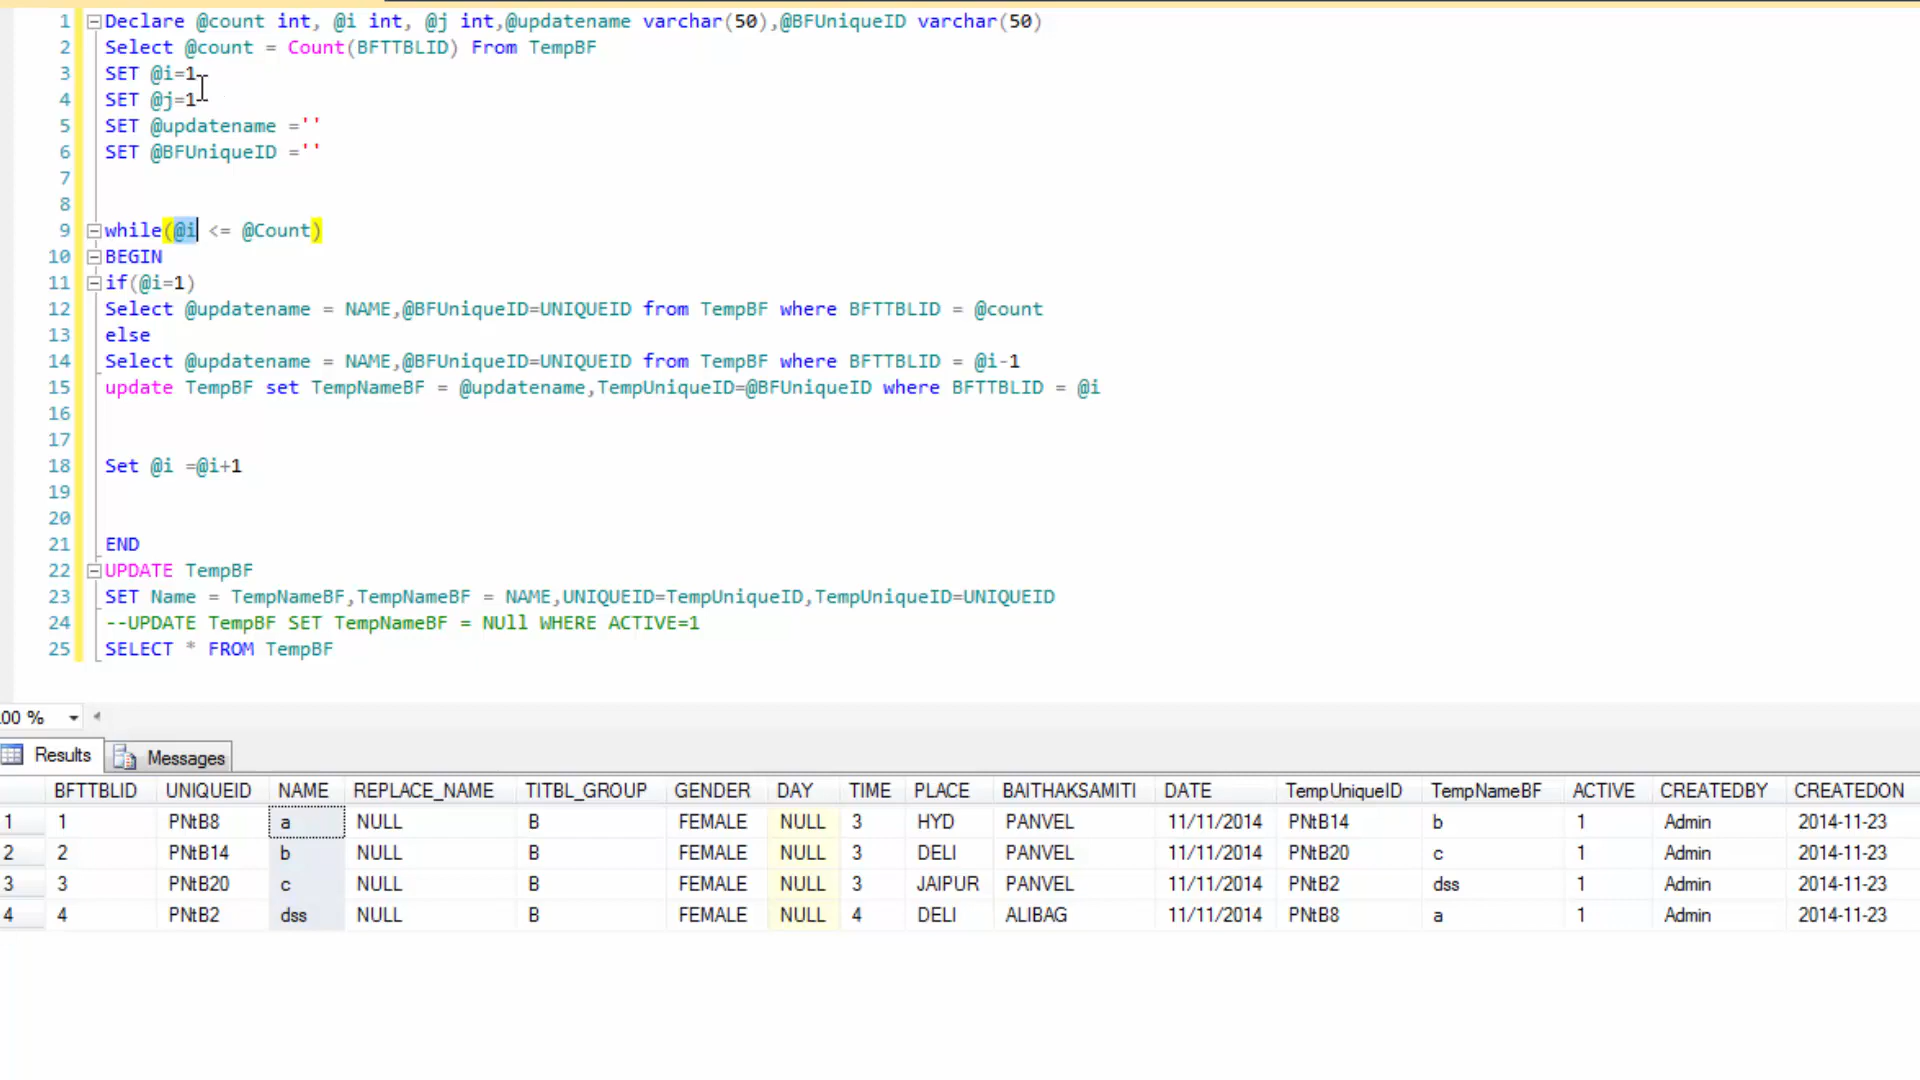 1 Declare @count int, @i int, @j int,@updatename varchar(50),@BFUniqueID varchar(50)
2 Select @count = Count(BFTTBLID) From TempBF
3 SET @i=1
4 SET @j=1
5 SET @updatename =''
6 SET @BFUniqueID =''
7
8
9 while(@i <= @Count)
10 BEGIN
11 if(@i=1)
12 Select @updatename = NAME,@BFUniqueID=UNIQUEID from TempBF where BFTTBLID = @count
13 else
14 Select @updatename = NAME,@BFUniqueID=UNIQUEID from TempBF where BFTTBLID = @i-1
15 update TempBF set TempNameBF = @updatename,TempUniqueID=@BFUniqueID where BFTTBLID = @i
16
17
18 Set @i =@i+1
19
20
21 END
22 UPDATE TempBF
23 SET Name = TempNameBF,TempNameBF = NAME,UNIQUEID=TempUniqueID,TempUniqueID=UNIQUEID
24 --UPDATE TempBF SET TempNameBF = NUll WHERE ACTIVE=1
25 SELECT * FROM TempBF
.00 %
Results Messages
BFTTBLID UNIQUEID NAME REPLACE_NAME TITBL_GROUP GENDER DAY TIME PLACE BAITHAKSAMITI DATE TempUniqueID TempNameBF ACTIVE CREATEDBY CREATEDON
1 1 PNtB8 a NULL B FEMALE NULL 3 HYD PANVEL 11/11/2014 PNtB14 b 1 Admin 2014-11-23
2 2 PNtB14 b NULL B FEMALE NULL 3 DELI PANVEL 11/11/2014 PNtB20 c 1 Admin 2014-11-23
3 3 PNtB20 c NULL B FEMALE NULL 3 JAIPUR PANVEL 11/11/2014 PNtB2 dss 1 Admin 2014-11-23
4 4 PNtB2 dss NULL B FEMALE NULL 4 DELI ALIBAG 11/11/2014 PNtB8 a 1 Admin 2014-11-23